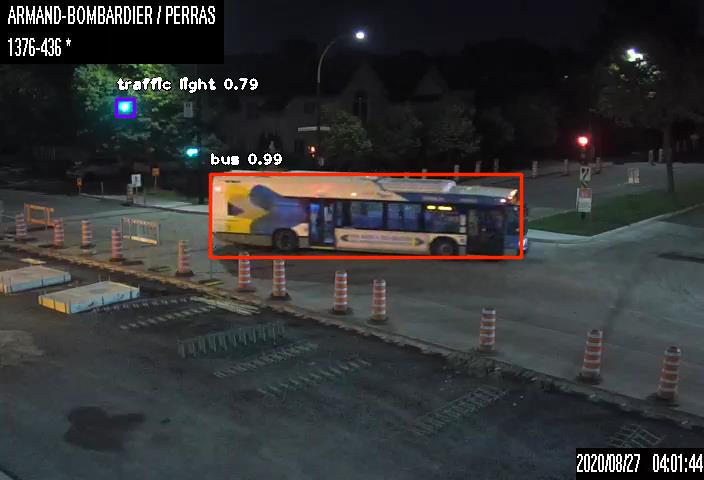 ARMAND-BOMBARDIER / PERRAS
1376-436 *
traffic light 0.79
bus 0.99
2020/08/27 04:01:44